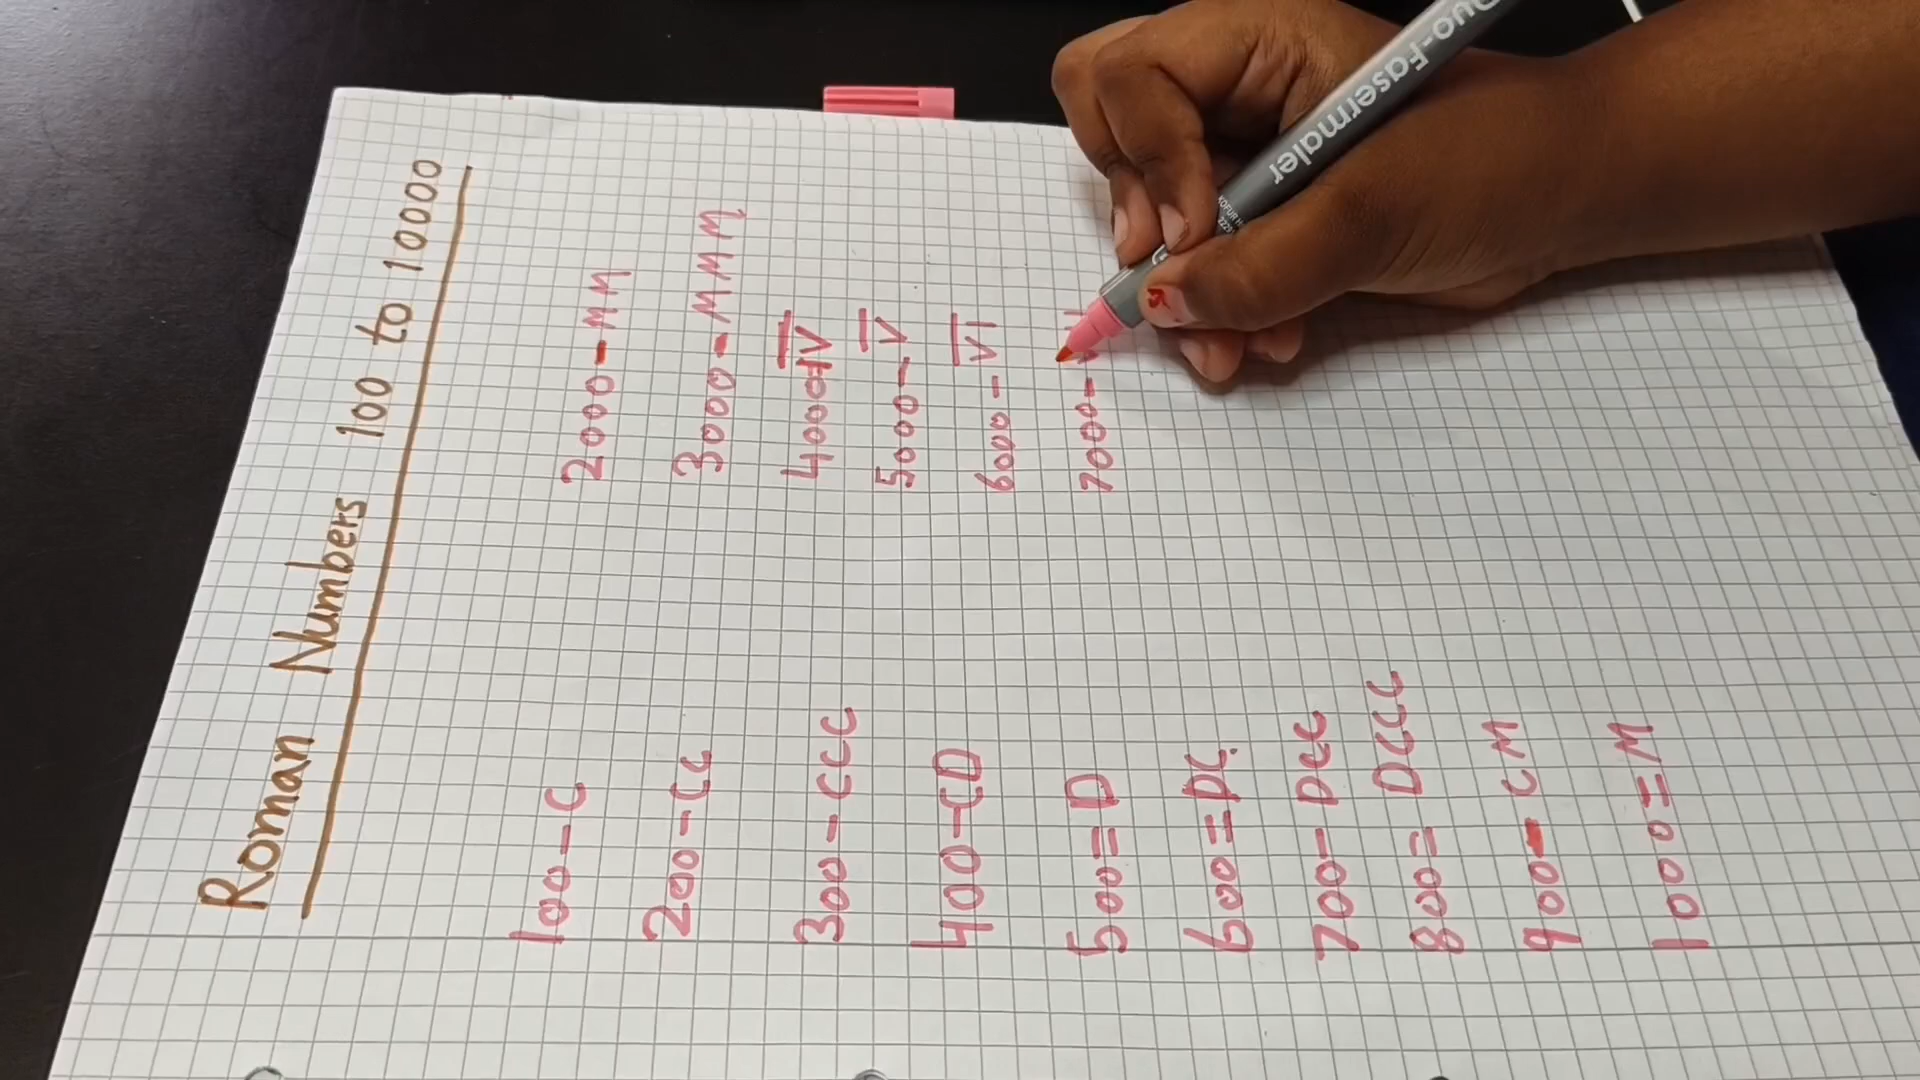 Roman Numbers 100 to 10000
100-C
200-CC
300-CCC
400-CD
500=D
600=DC.
700-DCC
800=DCCC
900-CM
1000=M
2000-MM
3000-MMM
4000-I̅V̅
5000-V̅
6000-V̅I̅
7000-
Duo-Fasermaler